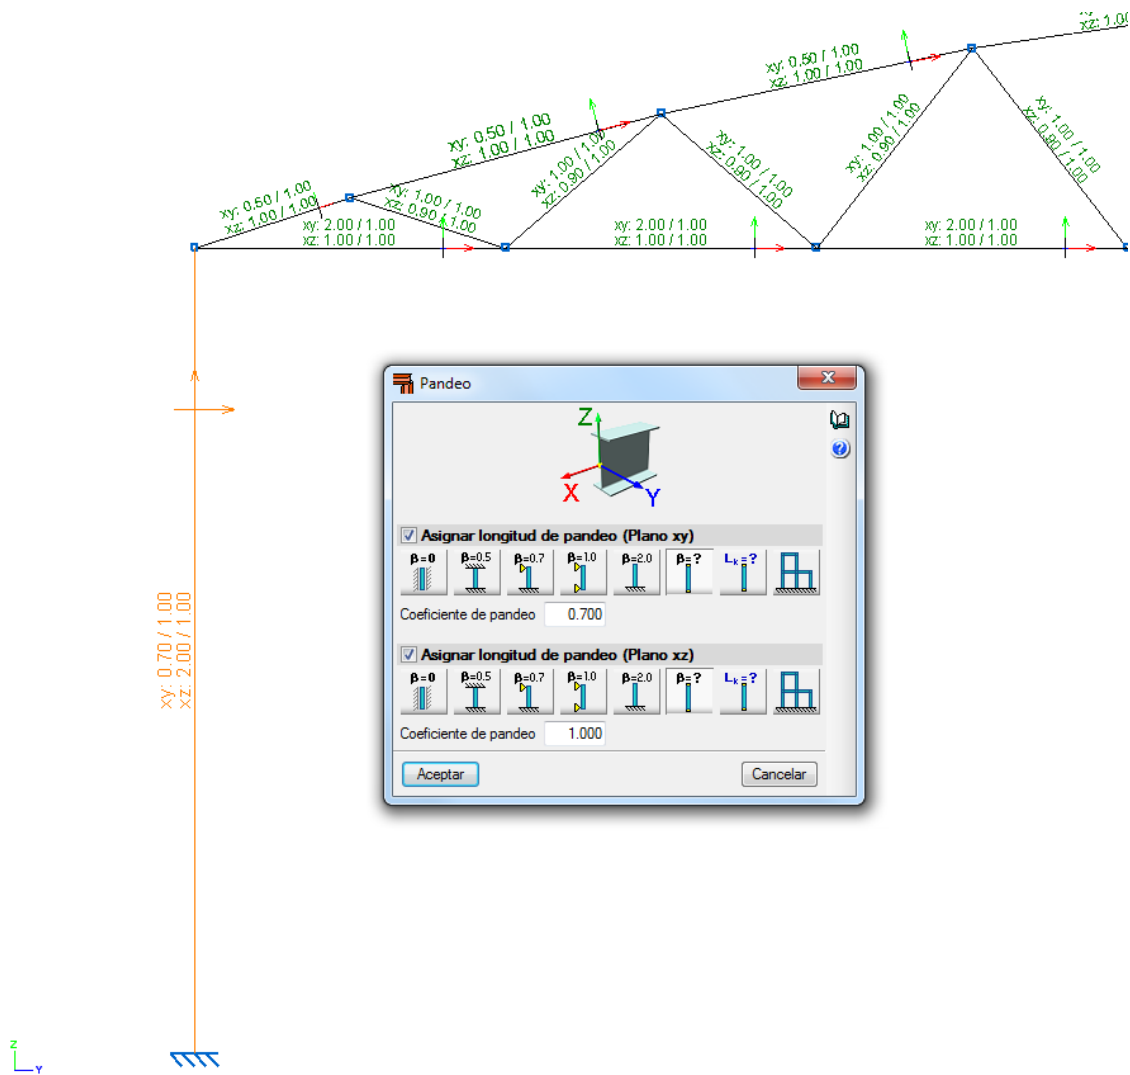 xz: 1.00
xy: 0.50 / 1.00
xz: 1.00 / 1.00
xy: 0.50 / 1.00
xz: 1.00 / 1.00
xy: 1.00 / 1.00
xz: 0.90 / 1.00
xy: 1.00 / 1.00
xz: 0.90 / 1.00
xy: 1.00 / 1.00
xz: 0.90 / 1.00
xy: 1.00 / 1.00
xz: 0.90 / 1.00
xy: 0.50 / 1.00
xz: 1.00 / 1.00
xy: 1.00 / 1.00
xz: 0.90 / 1.00
xy: 2.00 / 1.00
xz: 1.00 / 1.00
xy: 2.00 / 1.00
xz: 1.00 / 1.00
xy: 2.00 / 1.00
xz: 1.00 / 1.00
Pandeo
Z
X
Y
Asignar longitud de pandeo (Plano xy)
β=0 β=0.5 β=0.7 β=1.0 β=2.0 β=? Lk=?
Coeficiente de pandeo 0.700
Asignar longitud de pandeo (Plano xz)
β=0 β=0.5 β=0.7 β=1.0 β=2.0 β=? Lk=?
Coeficiente de pandeo 1.000
Aceptar Cancelar
xy: 0.70 / 1.00
xz: 2.00 / 1.00
Z
Y